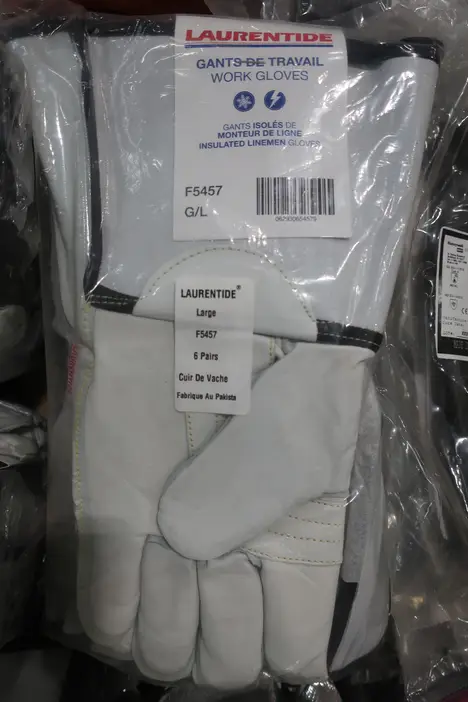 LAURENTIDE
GANTS DE TRAVAIL
WORK GLOVES
GANTS ISOLÉS DE
MONTEUR DE LIGNE
INSULATED LINEMEN GLOVES
F5457
G/L
LAURENTIDE®
Large
F5457
6 Pairs
Cuir De Vache
Fabrique Au Pakista